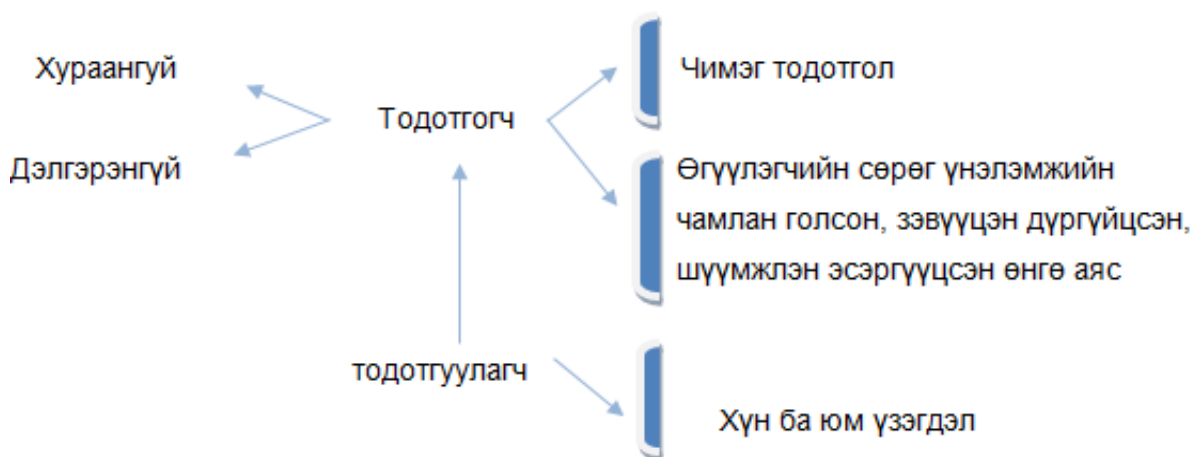 Хураангуй
Дэлгэрэнгүй
Тодотгогч
Чимэг тодотгол
Өгүүлэгчийн сөрөг үнэлэмжийн
чамлан голсон, зэвүүцэн дүргүйцсэн,
шүүмжлэн эсэргүүцсэн өнгө аяс
тодотгуулагч
Хүн ба юм үзэгдэл